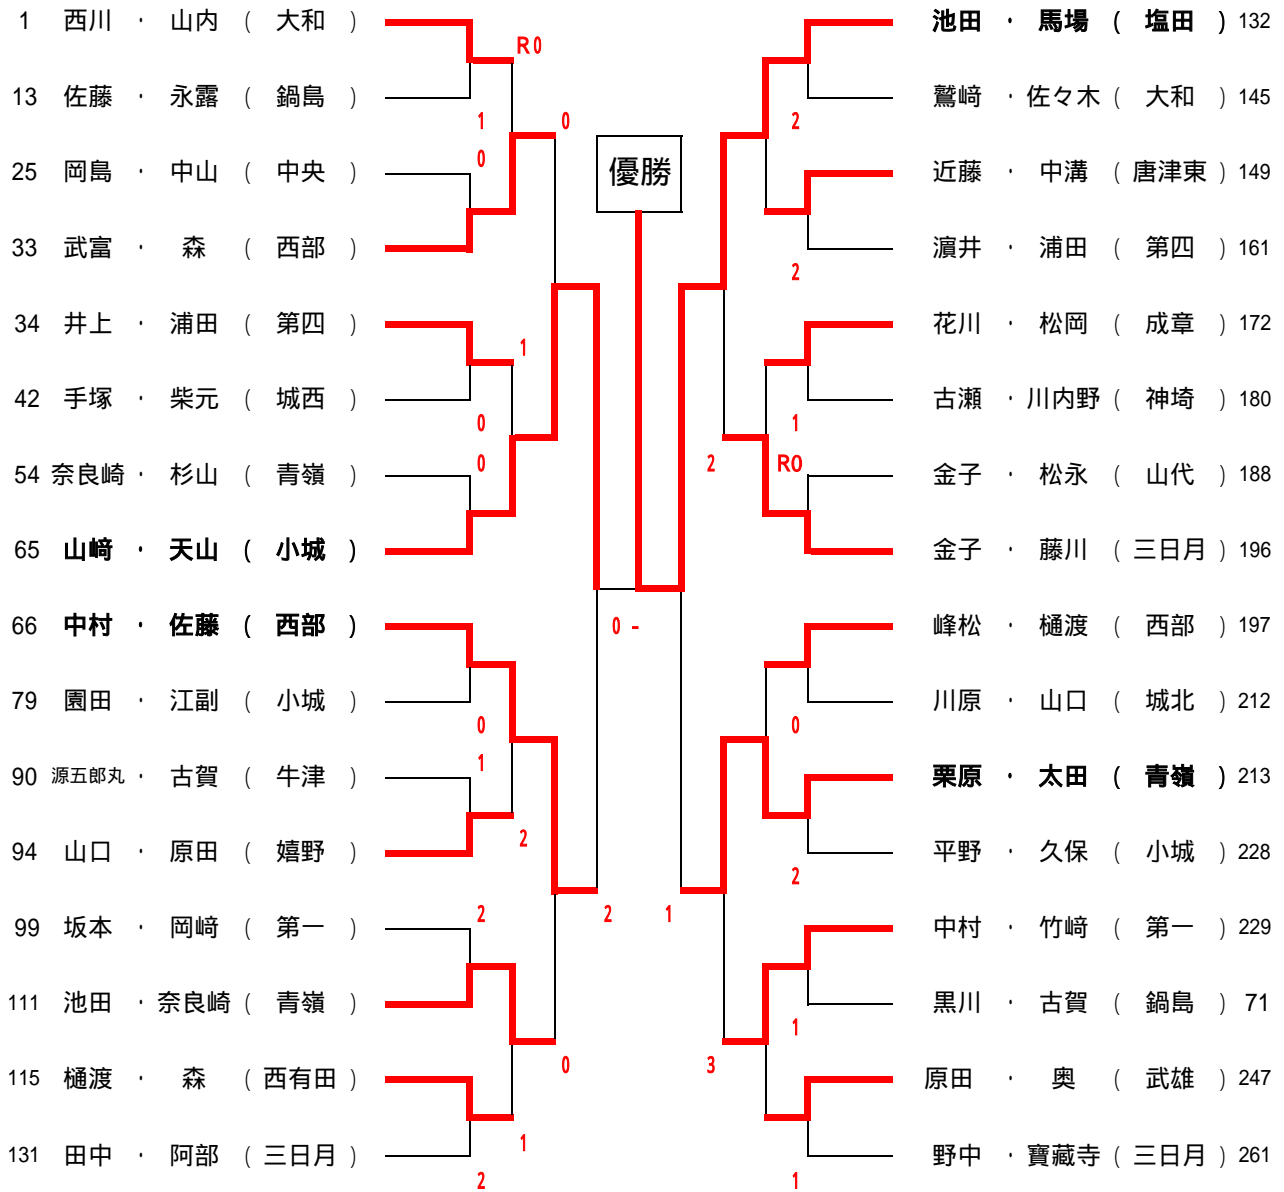 1 西川 ・ 山内 ( 大和 )
13 佐藤 ・ 永露 ( 鍋島 )
25 岡島 ・ 中山 ( 中央 )
33 武富 ・ 森 ( 西部 )
34 井上 ・ 浦田 ( 第四 )
42 手塚 ・ 柴元 ( 城西 )
54 奈良崎 ・ 杉山 ( 青嶺 )
65 山﨑 ・ 天山 ( 小城 )
66 中村 ・ 佐藤 ( 西部 )
79 園田 ・ 江副 ( 小城 )
90 源五郎丸 ・ 古賀 ( 牛津 )
94 山口 ・ 原田 ( 嬉野 )
99 坂本 ・ 岡﨑 ( 第一 )
111 池田 ・ 奈良崎 ( 青嶺 )
115 樋渡 ・ 森 ( 西有田 )
131 田中 ・ 阿部 ( 三日月 )
R0
1
0
0
1
0
0
0
1
2
2
2
0
1
2
優勝
0 -
池田 ・ 馬場 ( 塩田 ) 132
鷲﨑 ・ 佐々木 ( 大和 ) 145
近藤 ・ 中溝 ( 唐津東 ) 149
濵井 ・ 浦田 ( 第四 ) 161
花川 ・ 松岡 ( 成章 ) 172
古瀬 ・ 川内野 ( 神埼 ) 180
金子 ・ 松永 ( 山代 ) 188
金子 ・ 藤川 ( 三日月 ) 196
峰松 ・ 樋渡 ( 西部 ) 197
川原 ・ 山口 ( 城北 ) 212
栗原 ・ 太田 ( 青嶺 ) 213
平野 ・ 久保 ( 小城 ) 228
中村 ・ 竹﨑 ( 第一 ) 229
黒川 ・ 古賀 ( 鍋島 ) 71
原田 ・ 奥 ( 武雄 ) 247
野中 ・ 寶藏寺 ( 三日月 ) 261
2
2
1
2
R0
0
2
1
1
3
1